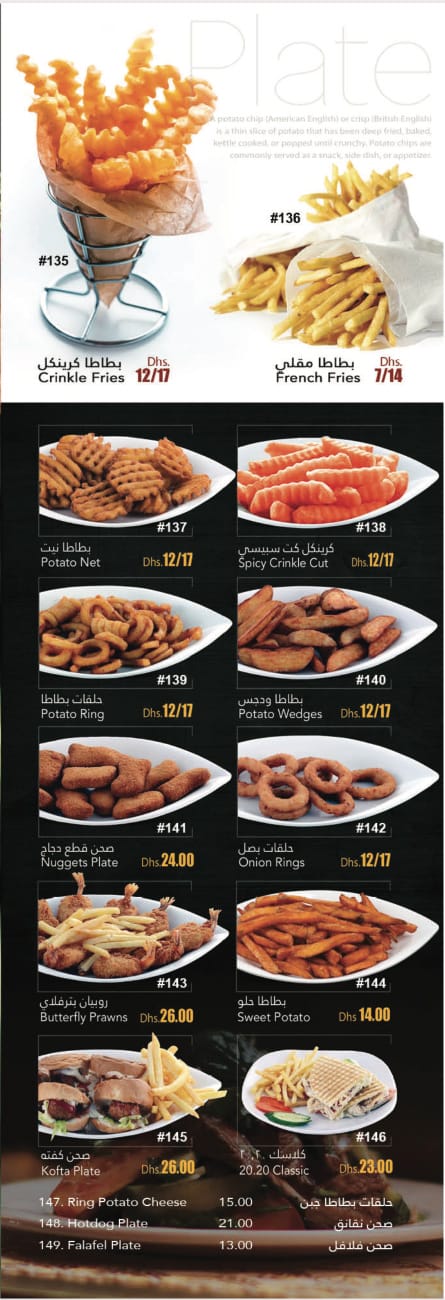 Plate
A potato chip (American English) or crisp (British English)
is a thin slice of potato that has been deep fried, baked,
kettle cooked, or popped until crunchy. Potato chips are
commonly served as a snack, side dish, or appetizer.
#135
#136
بطاطا كرينكل Dhs.
Crinkle Fries 12/17
بطاطا مقلي Dhs.
French Fries 7/14
#137
بطاطا نيت
Potato Net Dhs.12/17
#138
كرينكل كت سبيسي
Spicy Crinkle Cut Dhs.12/17
#139
حلقات بطاطا
Potato Ring Dhs.12/17
#140
بطاطا ودجس
Potato Wedges Dhs.12/17
#141
صحن قطع دجاج
Nuggets Plate Dhs.24.00
#142
حلقات بصل
Onion Rings Dhs.12/17
#143
روبيان بترفلاي
Butterfly Prawns Dhs.26.00
#144
بطاطا حلو
Sweet Potato Dhs 14.00
#145
صحن كفته
Kofta Plate Dhs.26.00
#146
كلاسك ٢٠,٢٠
20.20 Classic Dhs.23.00
147. Ring Potato Cheese 15.00 حلقات بطاطا جبن
148. Hotdog Plate 21.00 صحن نقانق
149. Falafel Plate 13.00 صحن فلافل